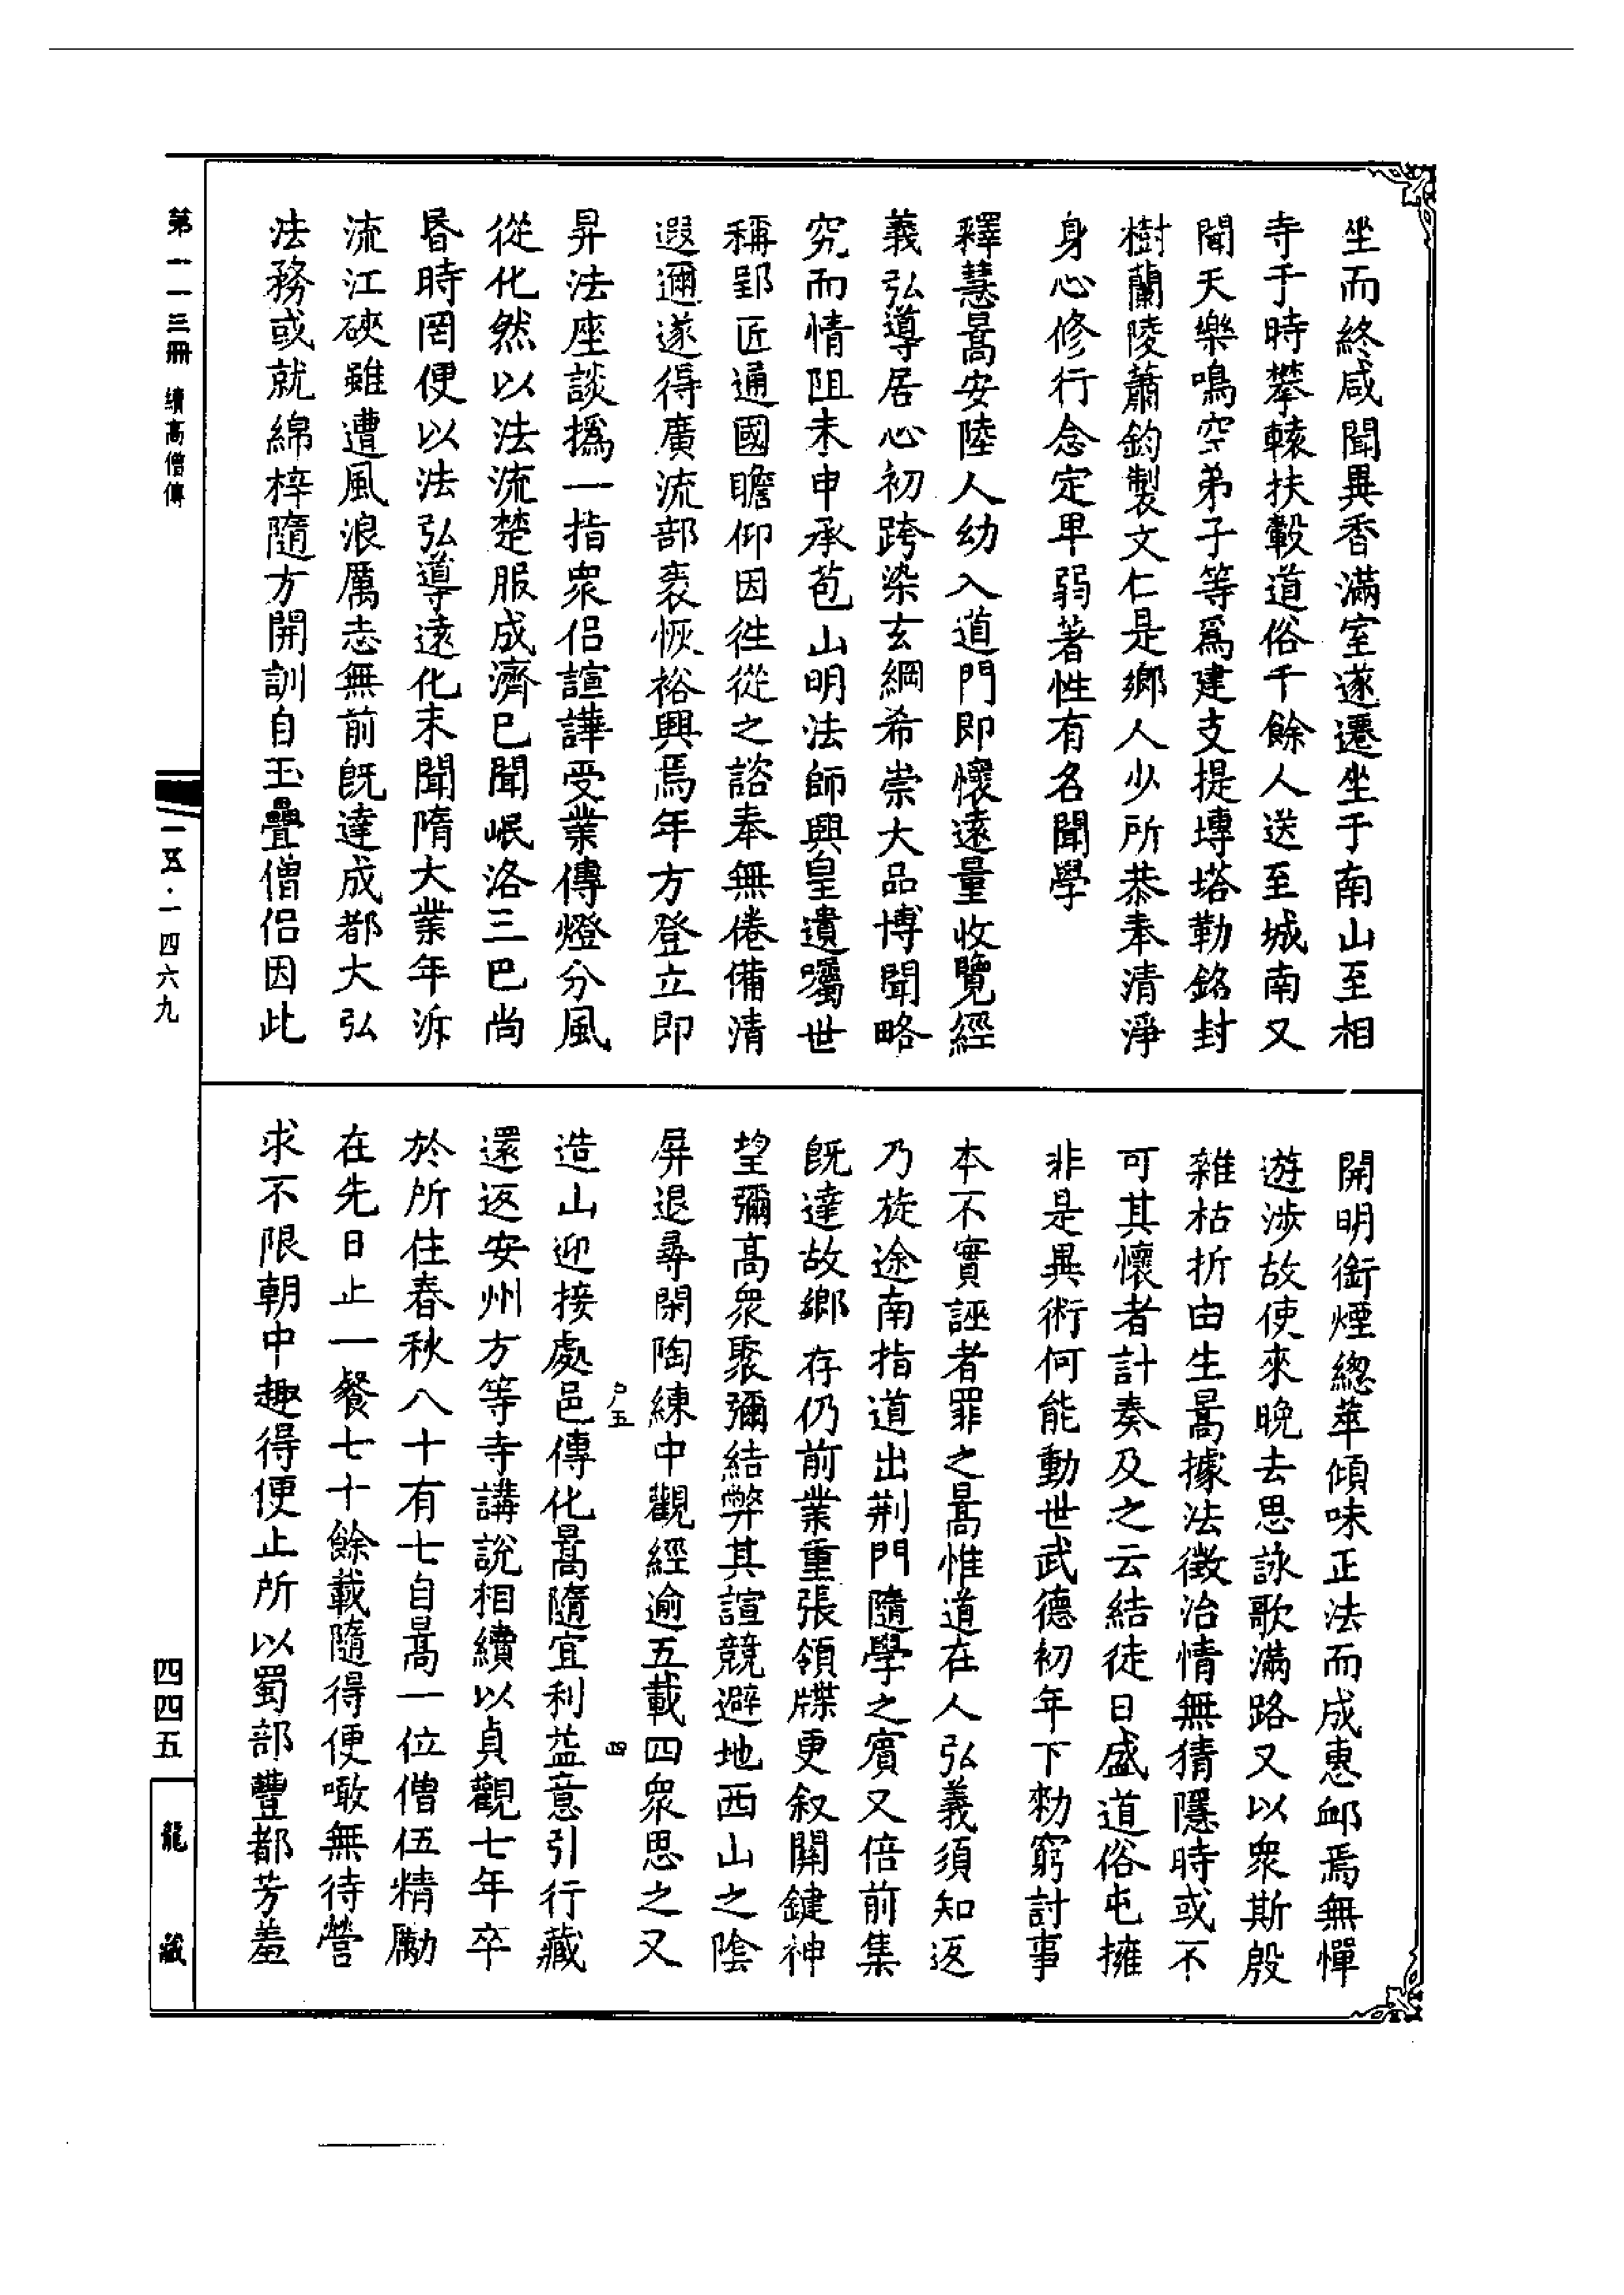 坐而終咸聞異香滿室遂遷坐于南山至相
寺于時攀轅扶轂道俗千餘人送至城南又
聞天樂鳴空弟子等為建支提塼塔勒銘封
樹蘭陵蕭鈞製文仁是鄉人少所恭奉清淨
身心修行念定卑弱著性有名聞學
釋慧暠安陸人幼入道門即懷遠量收覽經
義弘導居心初跨染玄綱希崇大品博聞略
究而情阻未申承苞山明法師興皇遺囑世
稱郢匠通國瞻仰因徃從之諮奉無倦備清
遐邇遂得廣流部袠恢裕興焉年方登立即
昇法座談撝一指眾侣諠譁受業傳燈分風
從化然以法流楚服成濟已聞岷洛三巴尚
昬時罔便以法弘導遠化未聞隋大業年泝
流江硤雖遭風浪厲志無前既達成都大弘
法務或就綿梓隨方開訓自玉壘僧侣因此
開明銜煙總萃傾味正法而成惠卹焉無憚
遊涉故使來晚去思詠歌滿路又以眾斯殷
雜枯折由生暠據法徵治情無猜隱時或不
可其懷者計奏及之云結徒日盛道俗屯擁
非是異術何能動世武德初年下勑窮討事
本不實誣者罪之暠惟道在人弘義須知返
乃旋途南指道出荆門隨學之賓又倍前集
既達故鄉存仍前業重張領牒更叙關鍵神
望彌高眾聚彌結弊其諠競避地西山之陰
屏退尋閑陶練中觀經逾五載四眾思之又
户五 四
造山迎接處邑傳化暠隨宜利益意引行藏
還返安州方等寺講說相續以貞觀七年卒
於所住春秋八十有七自暠一位僧伍精勵
在先日止一餐七十餘載隨得便噉無待營
求不限朝中趣得便止所以蜀部豐都芳羞
第一一三冊 續高僧傳
一五·一四六九
四四五
龍藏